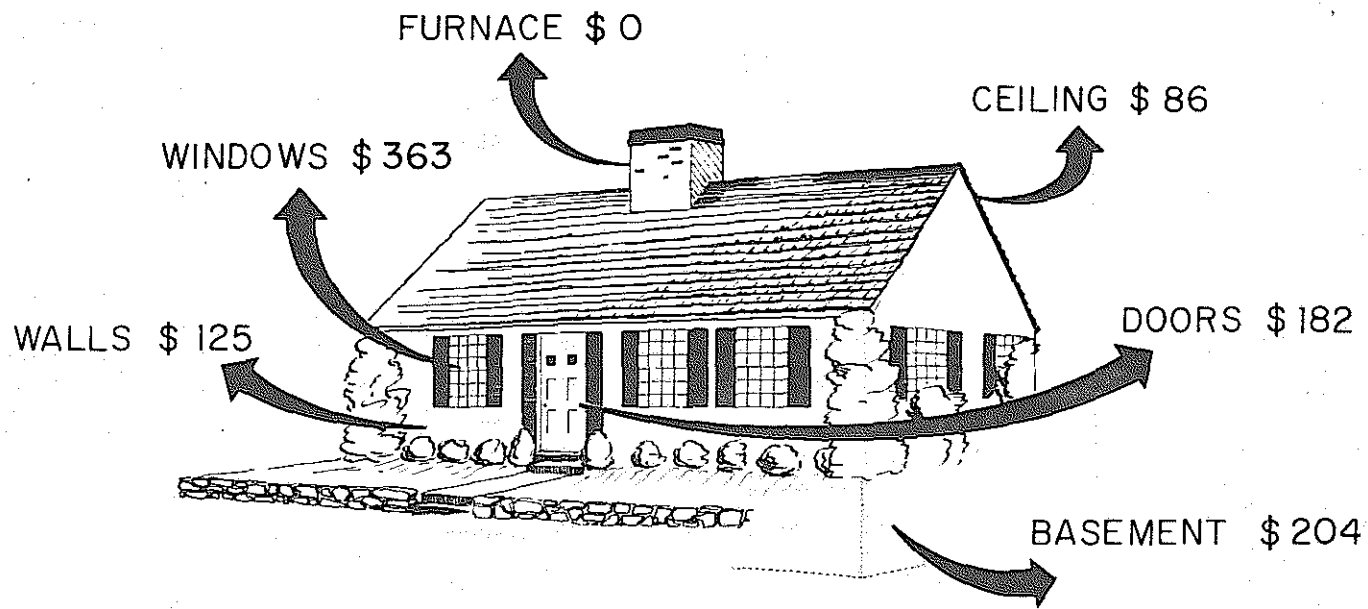 FURNACE $ 0
CEILING $ 86
WINDOWS $ 363
WALLS $ 125
DOORS $ 182
BASEMENT $ 204